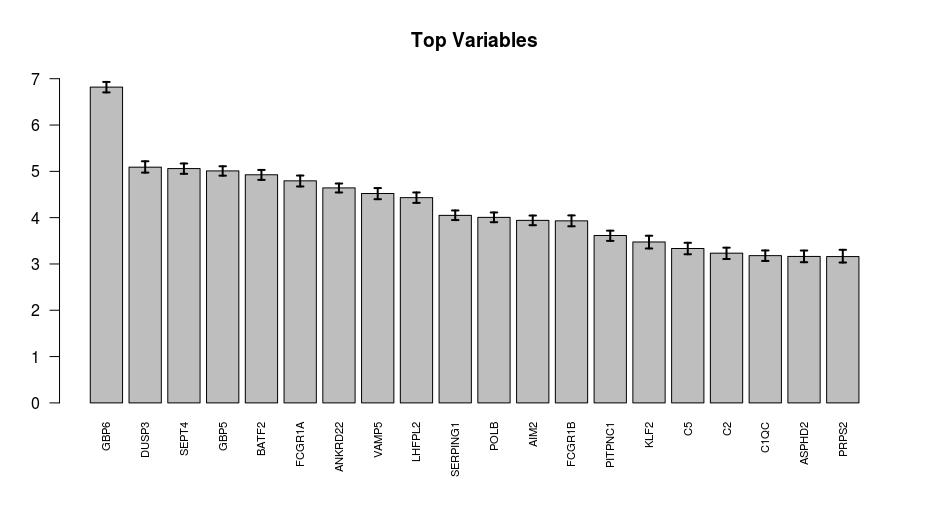 Top Variables
7
6
5
4
3
2
1
0
GBP6
DUSP3
SEPT4
GBP5
BATF2
FCGR1A
ANKRD22
VAMP5
LHFPL2
SERPING1
POLB
AIM2
FCGR1B
PITPNC1
KLF2
C5
C2
C1QC
ASPHD2
PRPS2